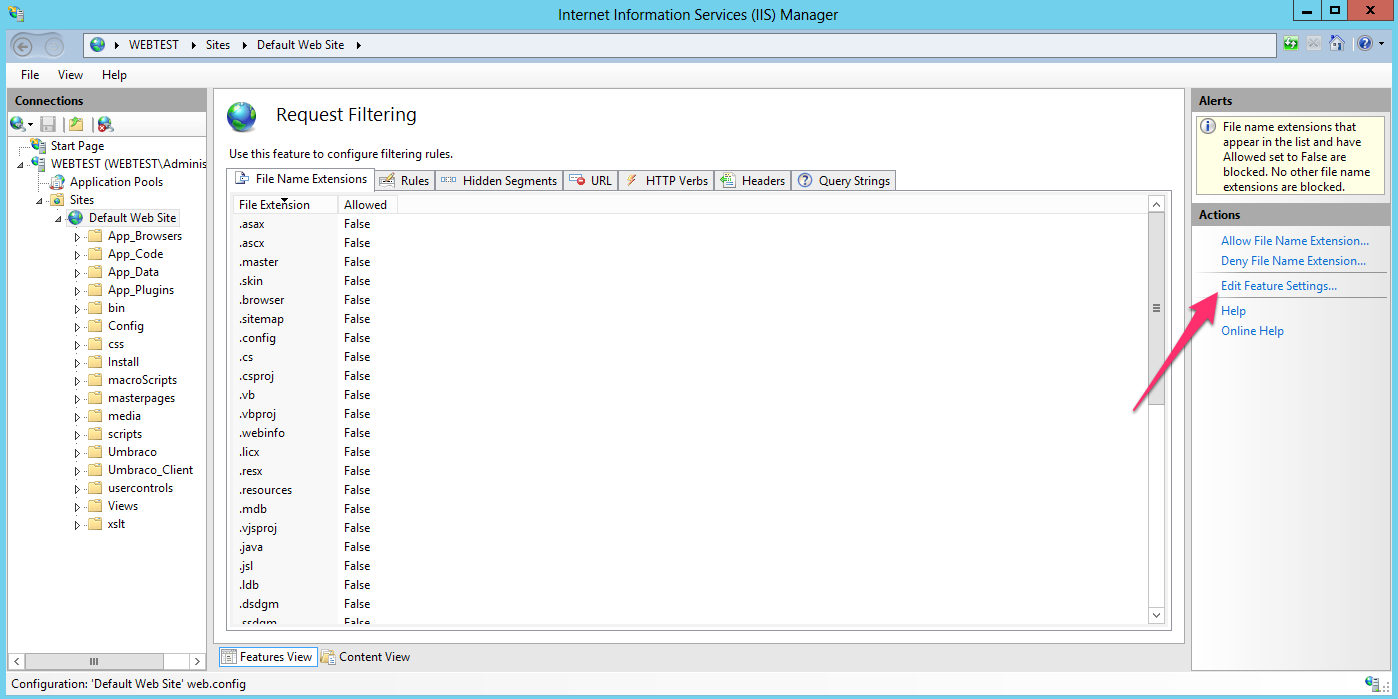 Internet Information Services (IIS) Manager
WEBTEST Sites Default Web Site
File View Help
Connections
Start Page
WEBTEST (WEBTEST\Adminis
Application Pools
Sites
Default Web Site
App_Browsers
App_Code
App_Data
App_Plugins
bin
Config
css
Install
macroScripts
masterpages
media
scripts
Umbraco
Umbraco_Client
usercontrols
Views
xslt
Request Filtering
Use this feature to configure filtering rules.
File Name Extensions Rules Hidden Segments URL HTTP Verbs Headers Query Strings
File Extension Allowed
.asax False
.ascx False
.master False
.skin False
.browser False
.sitemap False
.config False
.cs False
.csproj False
.vb False
.vbproj False
.webinfo False
.licx False
.resx False
.resources False
.mdb False
.vjsproj False
.java False
.jsl False
.ldb False
.dsdgm False
.ssdgm False
Features View Content View
Alerts
File name extensions that
appear in the list and have
Allowed set to False are
blocked. No other file name
extensions are blocked.
Actions
Allow File Name Extension...
Deny File Name Extension...
Edit Feature Settings...
Help
Online Help
Configuration: 'Default Web Site' web.config